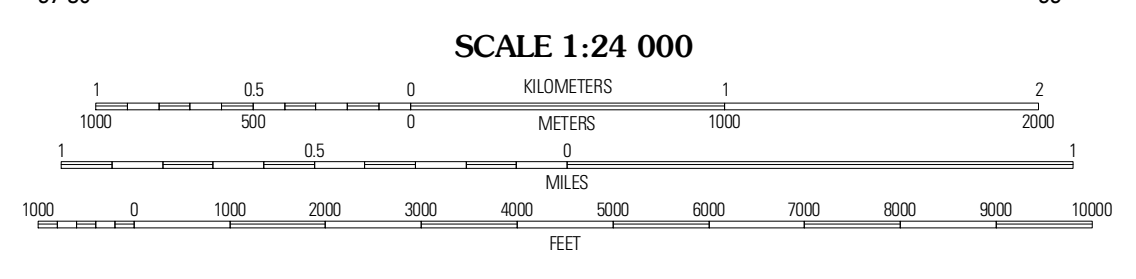 SCALE 1:24 000
1 0.5 0 KILOMETERS 1 2
1000 500 0 METERS 1000 2000
1 0.5 0 1
MILES
1000 0 1000 2000 3000 4000 5000 6000 7000 8000 9000 10000
FEET